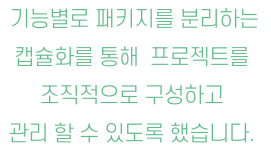 기능별로 패키지를 분리하는
캡슐화를 통해 프로젝트를
조직적으로 구성하고
관리 할 수 있도록 했습니다.